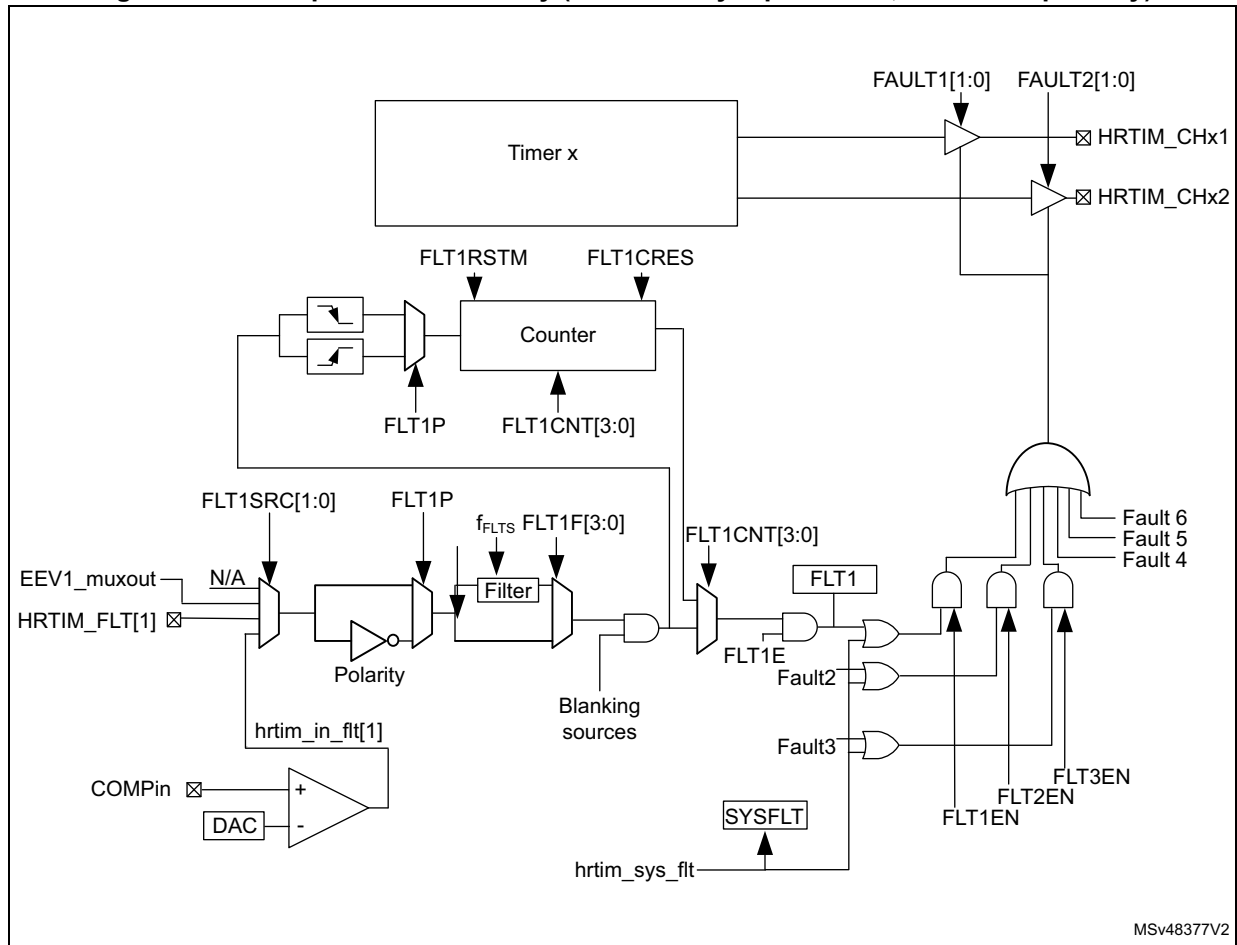 FAULT1[1:0] FAULT2[1:0]
Timer x
HRTIM_CHx1
HRTIM_CHx2
FLT1RSTM FLT1CRES
Counter
FLT1P FLT1CNT[3:0]
FLT1SRC[1:0] FLT1P
fFLTS FLT1F[3:0]
FLT1CNT[3:0]
Fault 6
Fault 5
Fault 4
EEV1_muxout
N/A
HRTIM_FLT[1]
Filter
FLT1
Polarity
FLT1E
Fault2
Blanking
sources
hrtim_in_flt[1]
Fault3
COMPin
+
DAC
-
FLT3EN
FLT2EN
FLT1EN
SYSFLT
hrtim_sys_flt
MSv48377V2